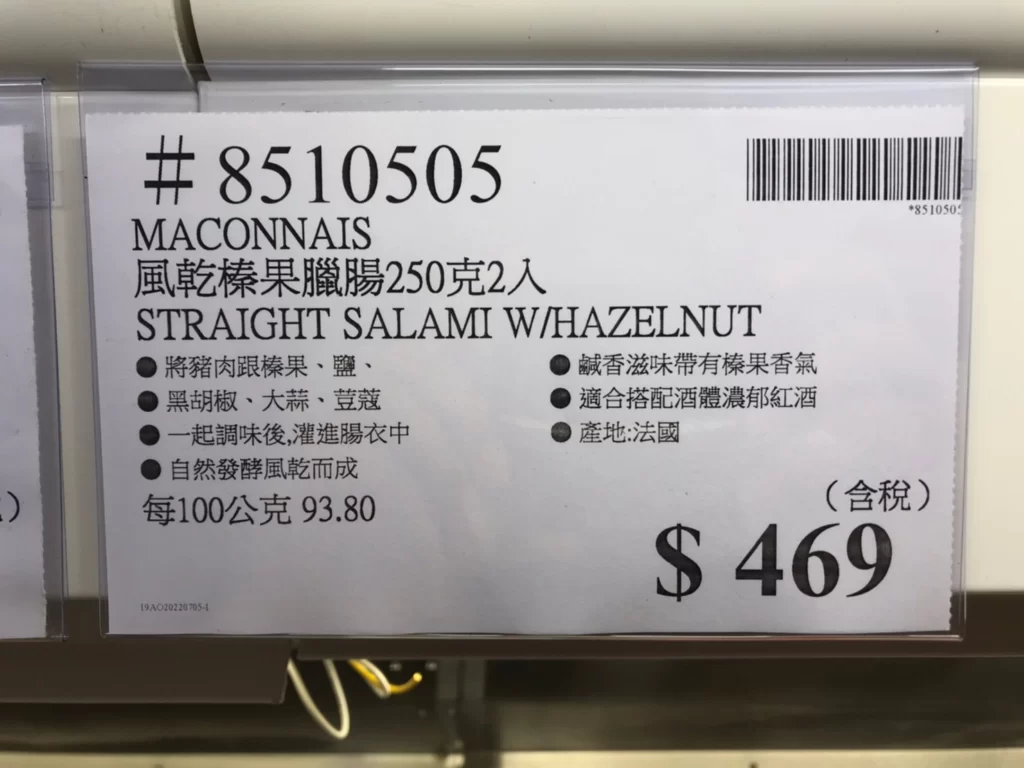 #8510505
*8510505
MACONNAIS
風乾榛果臘腸250克2入
STRAIGHT SALAMI W/HAZELNUT
●將豬肉跟榛果、鹽、
●黑胡椒、大蒜、荳蔻
●一起調味後,灌進腸衣中
●自然發酵風乾而成
●鹹香滋味帶有榛果香氣
●適合搭配酒體濃郁紅酒
●產地:法國
每100公克 93.80
(含稅)
$ 469
19AO20220705-1
)